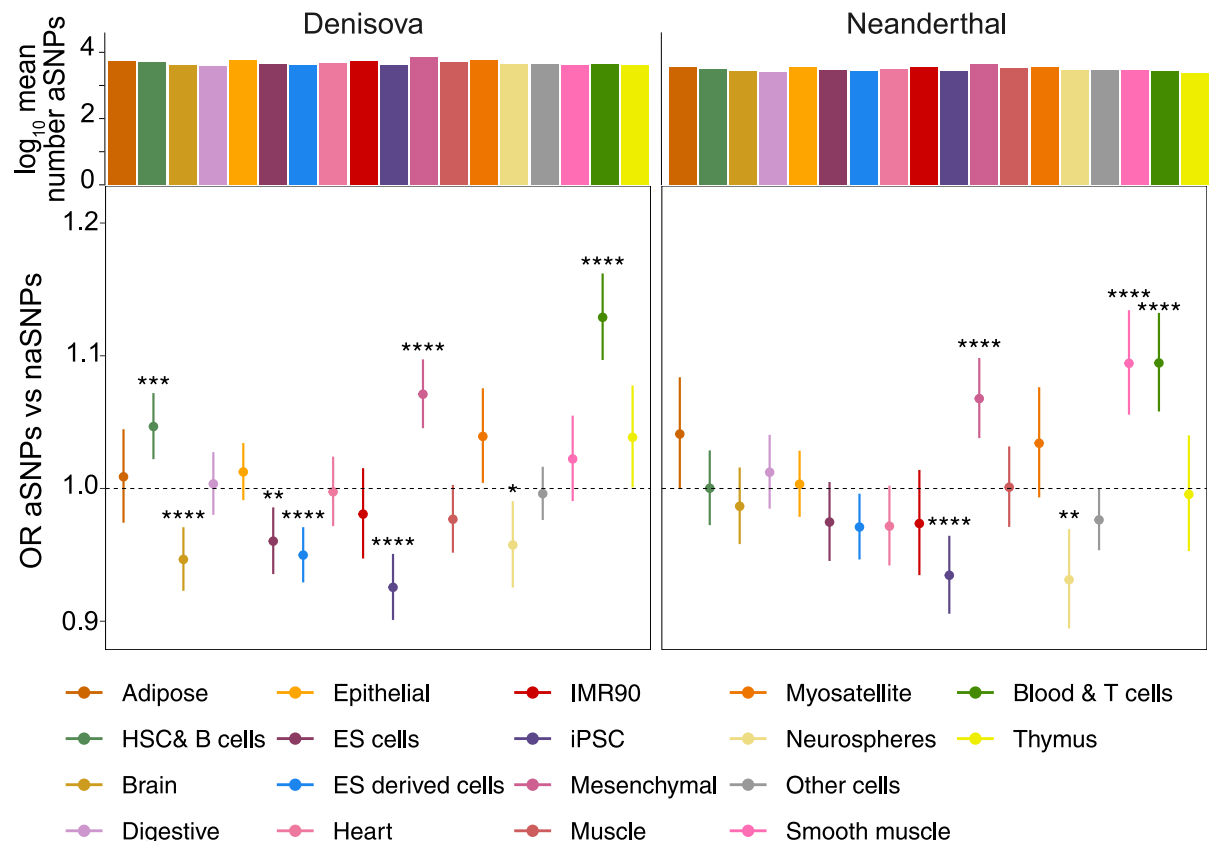 Denisova
Neanderthal
log10 mean
number aSNPs
4
2
0
OR aSNPs vs naSNPs
1.2
1.1
1.0
0.9
***
****
**
****
****
****
*
****
****
****
**
****
****
Adipose
Epithelial
IMR90
Myosatellite
Blood & T cells
HSC& B cells
ES cells
iPSC
Neurospheres
Thymus
Brain
ES derived cells
Mesenchymal
Other cells
Digestive
Heart
Muscle
Smooth muscle